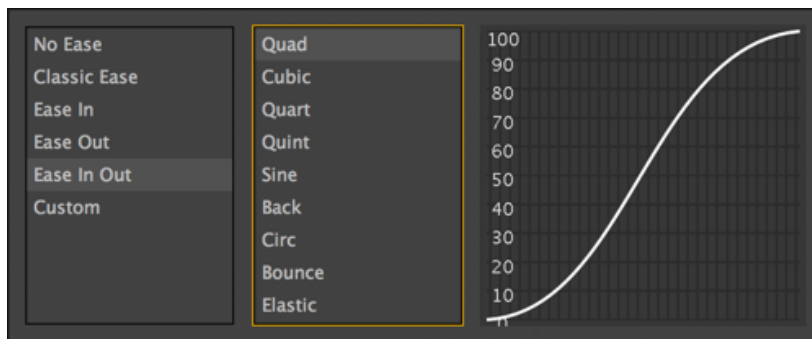 No Ease
Classic Ease
Ease In
Ease Out
Ease In Out
Custom
Quad
Cubic
Quart
Quint
Sine
Back
Circ
Bounce
Elastic
100
90
80
70
60
50
40
30
20
10
0